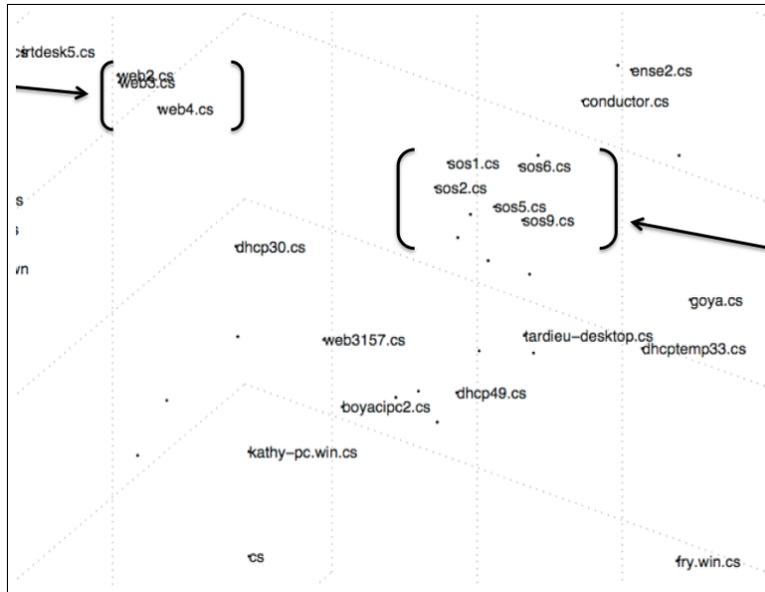 irtdesk5.cs
web2.cs
web3.cs
web4.cs
ense2.cs
conductor.cs
sos1.cs
sos6.cs
sos2.cs
sos5.cs
sos9.cs
s
dhcp30.cs
goya.cs
web3157.cs
tardieu-desktop.cs
dhcptemp33.cs
dhcp49.cs
boyacipc2.cs
kathy-pc.win.cs
cs
fry.win.cs